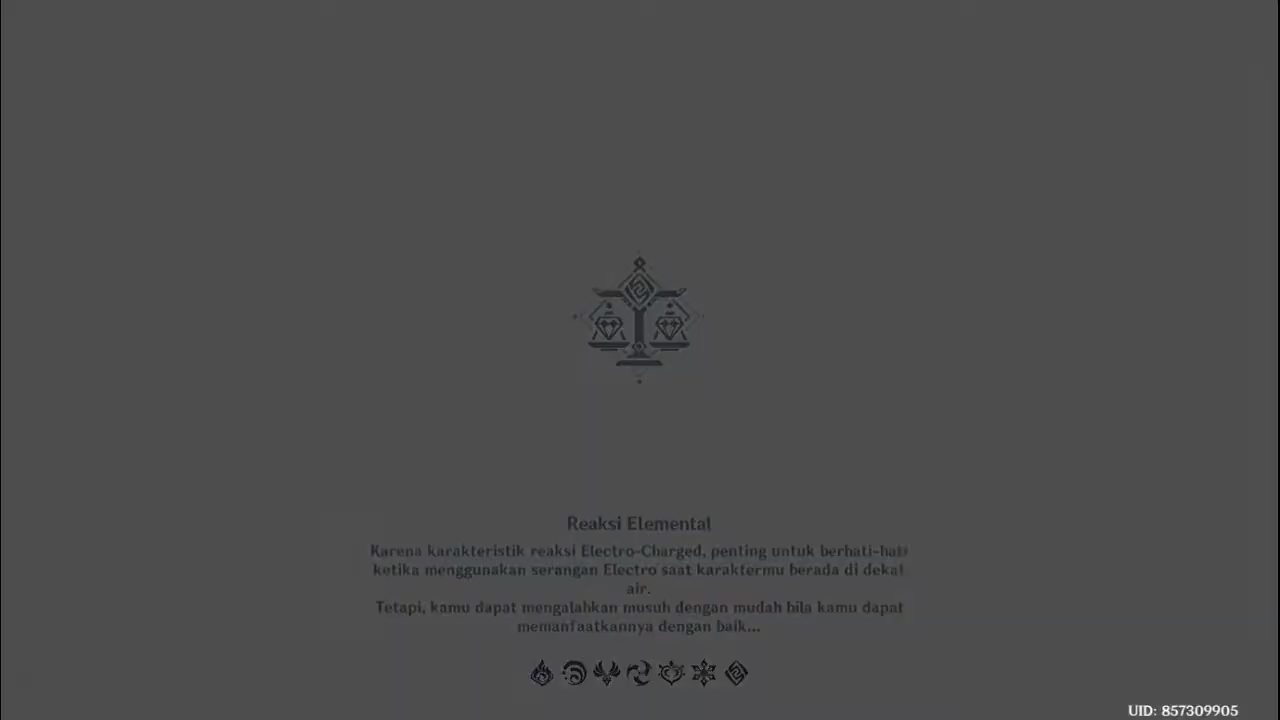 Reaksi Elemental
Karena karakteristik reaksi Electro-Charged, penting untuk berhati-hati
ketika menggunakan serangan Electro saat karaktermu berada di dekat
air.
Tetapi, kamu dapat mengalahkan musuh dengan mudah bila kamu dapat
memanfaatkannya dengan baik...
UID: 857309905